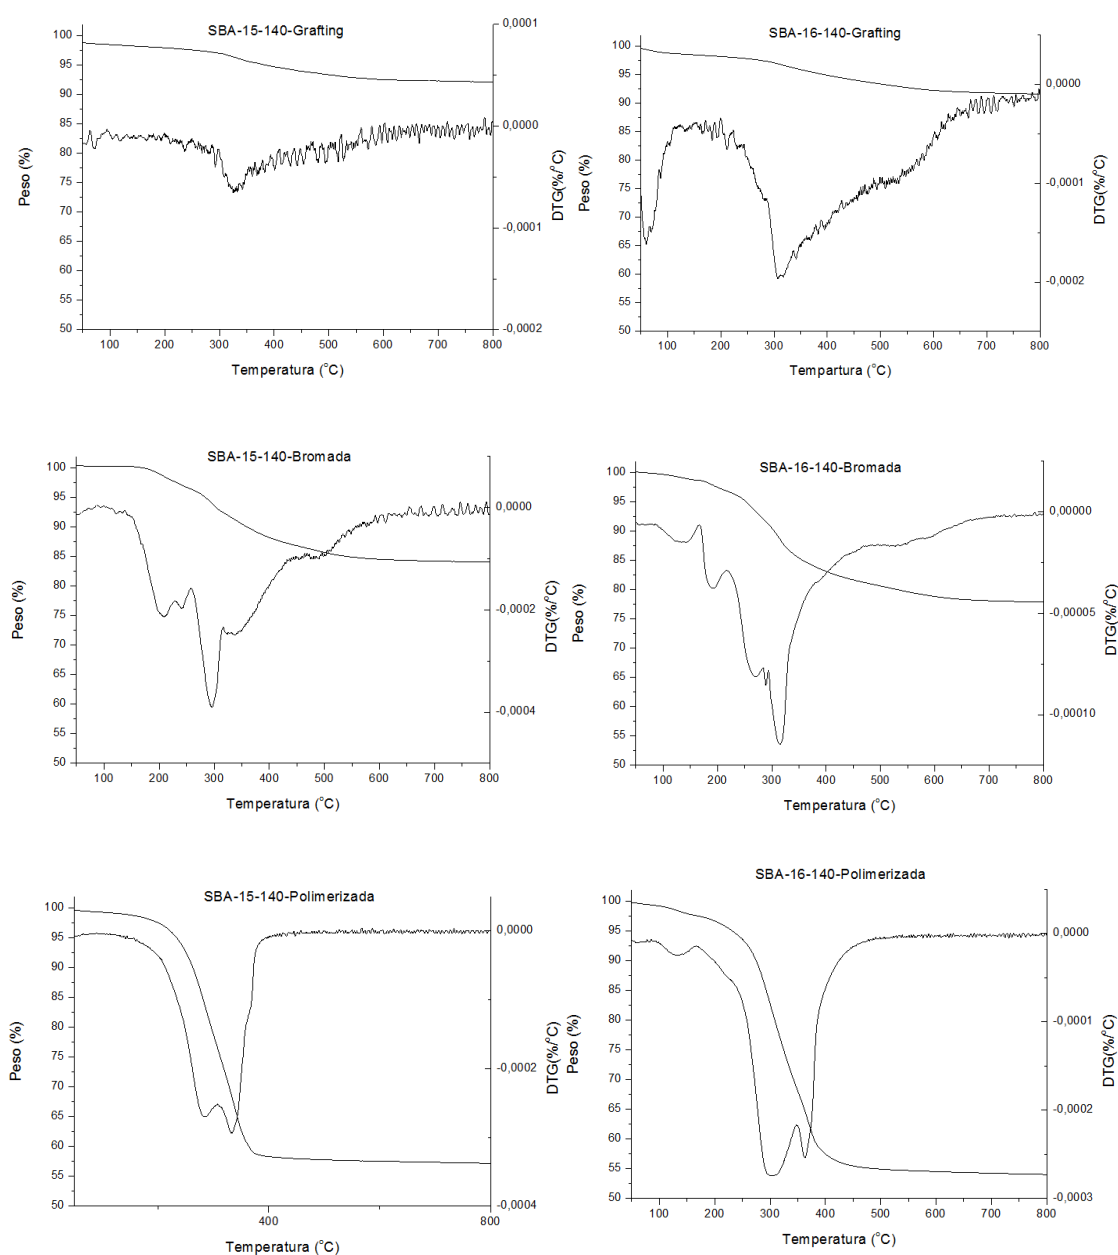 SBA-15-140-Grafting
0,0001
100
95
90
85
80
75
70
65
60
55
50
Peso (%)
0,0000
-0,0001
-0,0002
DTG(%/°C)
100 200 300 400 500 600 700 800
Temperatura (°C)
SBA-16-140-Grafting
100
95
90
85
80
75
70
65
60
55
50
Peso (%)
0,0000
-0,0001
-0,0002
DTG(%/°C)
100 200 300 400 500 600 700 800
Tempartura (°C)
SBA-15-140-Bromada
100
95
90
85
80
75
70
65
60
55
50
Peso (%)
0,0000
-0,0002
-0,0004
DTG(%/°C)
100 200 300 400 500 600 700 800
Temperatura (°C)
SBA-16-140-Bromada
100
95
90
85
80
75
70
65
60
55
50
Peso (%)
0,00000
-0,00005
-0,00010
DTG(%/°C)
100 200 300 400 500 600 700 800
Temperatura (°C)
SBA-15-140-Polimerizada
100
95
90
85
80
75
70
65
60
55
50
Peso (%)
0,0000
-0,0002
-0,0004
DTG(%/°C)
200 400 800
Temperatura (°C)
SBA-16-140-Polimerizada
100
95
90
85
80
75
70
65
60
55
50
Peso (%)
0,0000
-0,0001
-0,0002
-0,0003
DTG(%/°C)
100 200 300 400 500 600 700 800
Temperatura (°C)